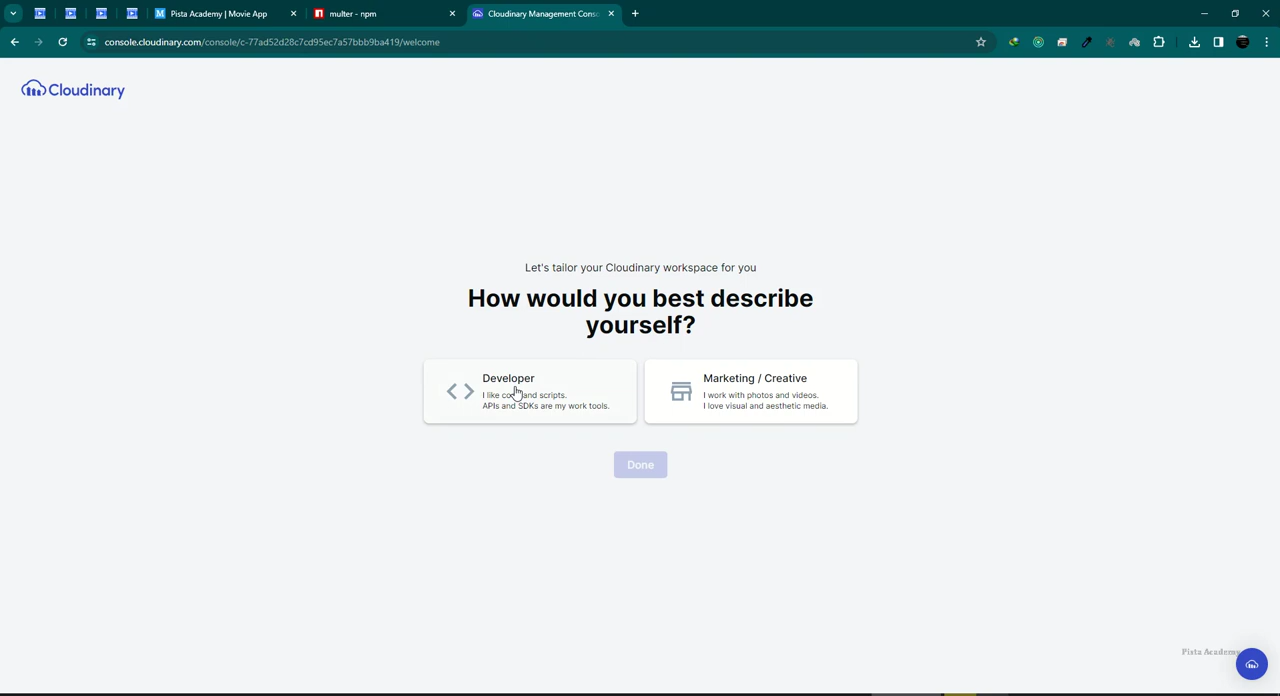 Pista Academy | Movie App
multer - npm
Cloudinary Management Conso
console.cloudinary.com/console/c-77ad52d28c7cd95ec7a57bbb9ba419/welcome
Cloudinary
Let's tailor your Cloudinary workspace for you
How would you best describe
yourself?
Developer
I like co and scripts.
APIs and SDKs are my work tools.
Marketing / Creative
I work with photos and videos.
I love visual and aesthetic media.
Done
Pista Academy